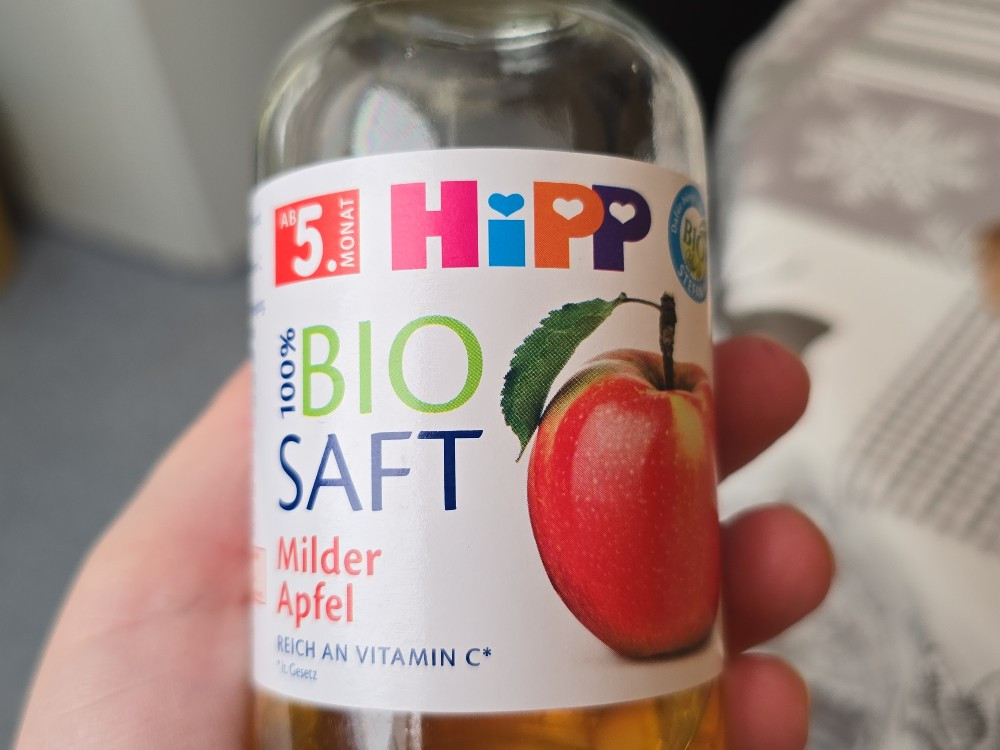 AB 5. MONAT
HiPP
BIO
100% BIO
SAFT
Milder
Apfel
REICH AN VITAMIN C*
* lt. Gesetz